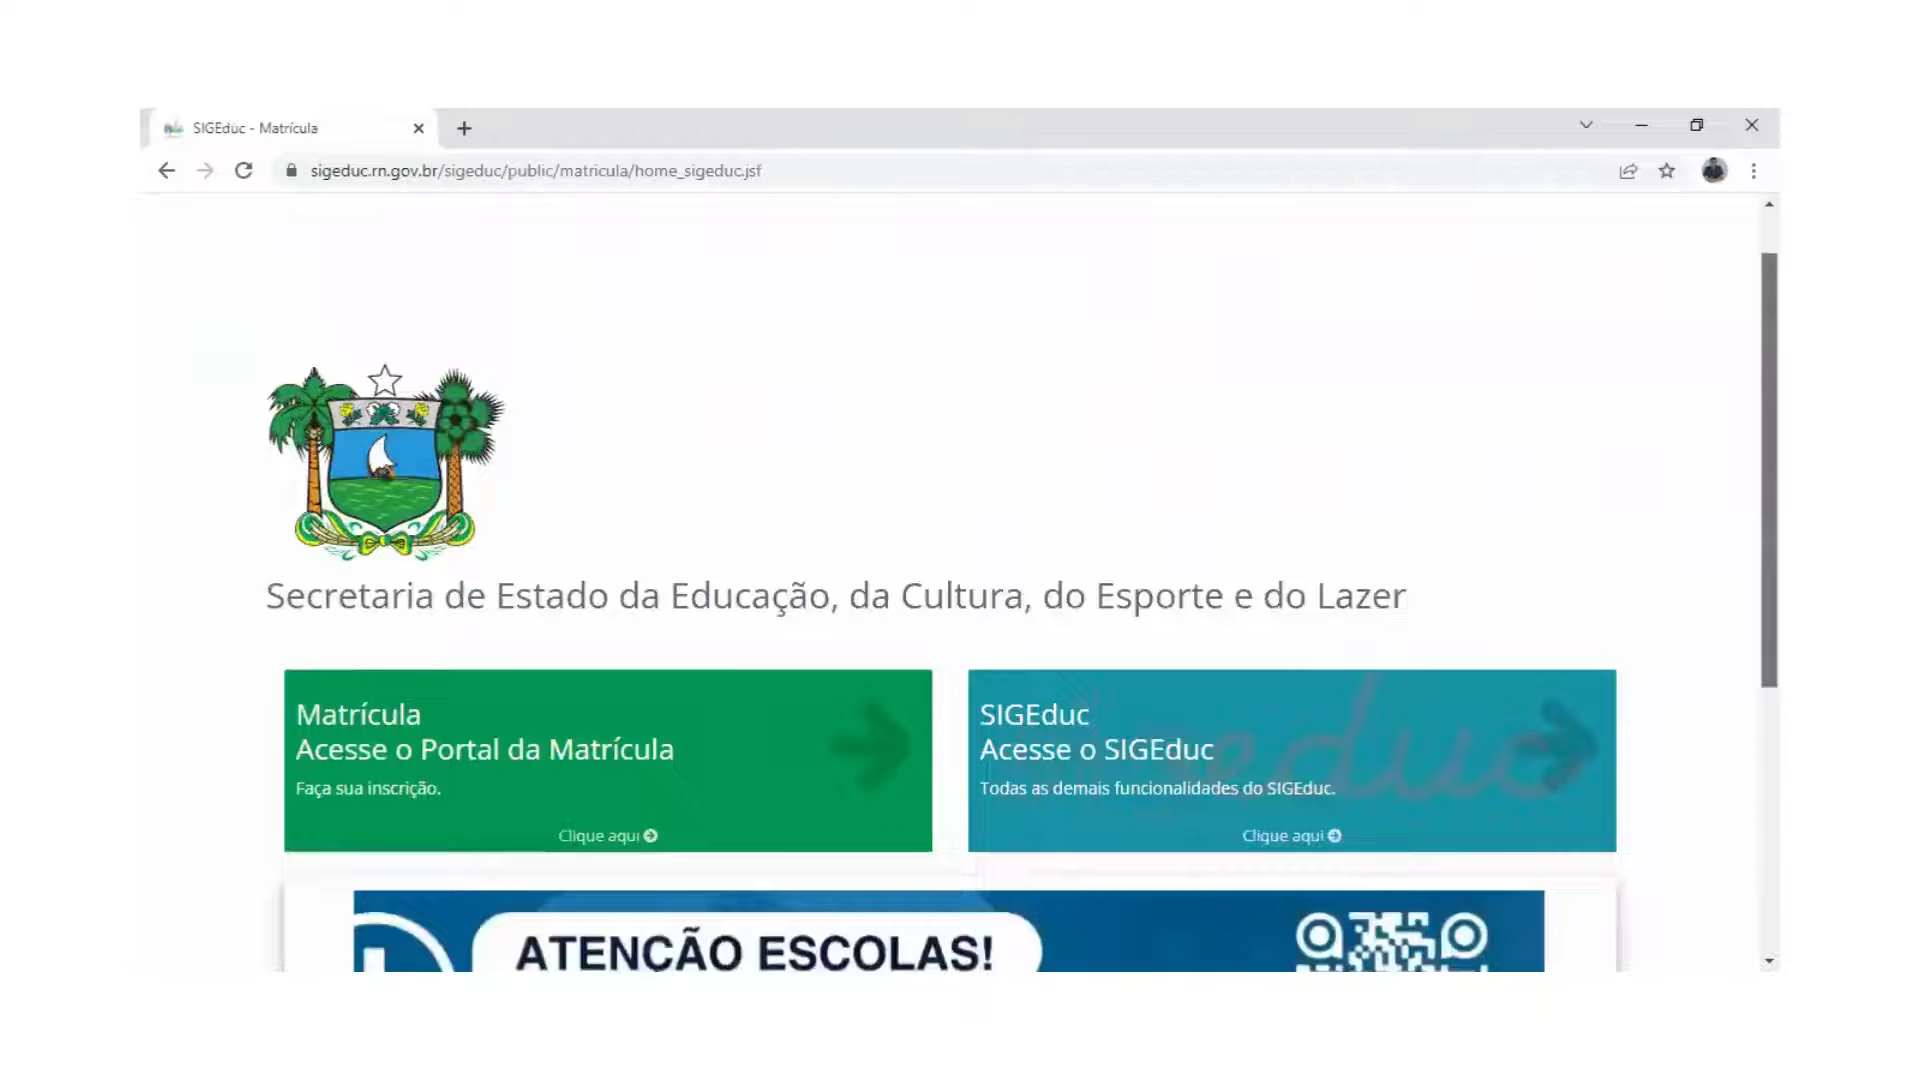 SIGEduc - Matrícula
sigeduc.rn.gov.br/sigeduc/public/matricula/home_sigeduc.jsf
Secretaria de Estado da Educação, da Cultura, do Esporte e do Lazer
Matrícula
Acesse o Portal da Matrícula
Faça sua inscrição.
Clique aqui
SIGEduc
Acesse o SIGEduc
Todas as demais funcionalidades do SIGEduc.
Clique aqui
ATENÇÃO ESCOLAS!